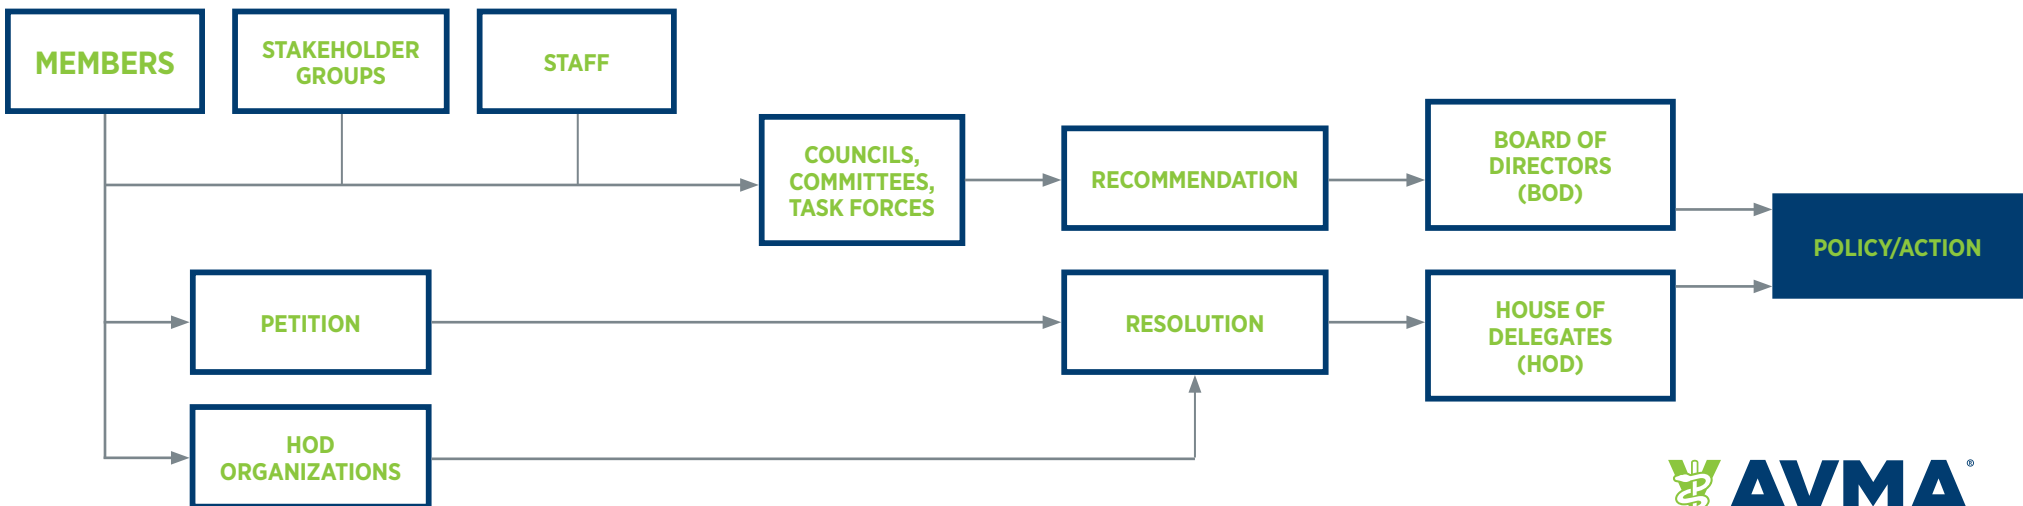 MEMBERS
STAKEHOLDER
GROUPS
STAFF
COUNCILS,
COMMITTEES,
TASK FORCES
RECOMMENDATION
BOARD OF
DIRECTORS
(BOD)
POLICY/ACTION
PETITION
RESOLUTION
HOUSE OF
DELEGATES
(HOD)
HOD
ORGANIZATIONS
AVMA®